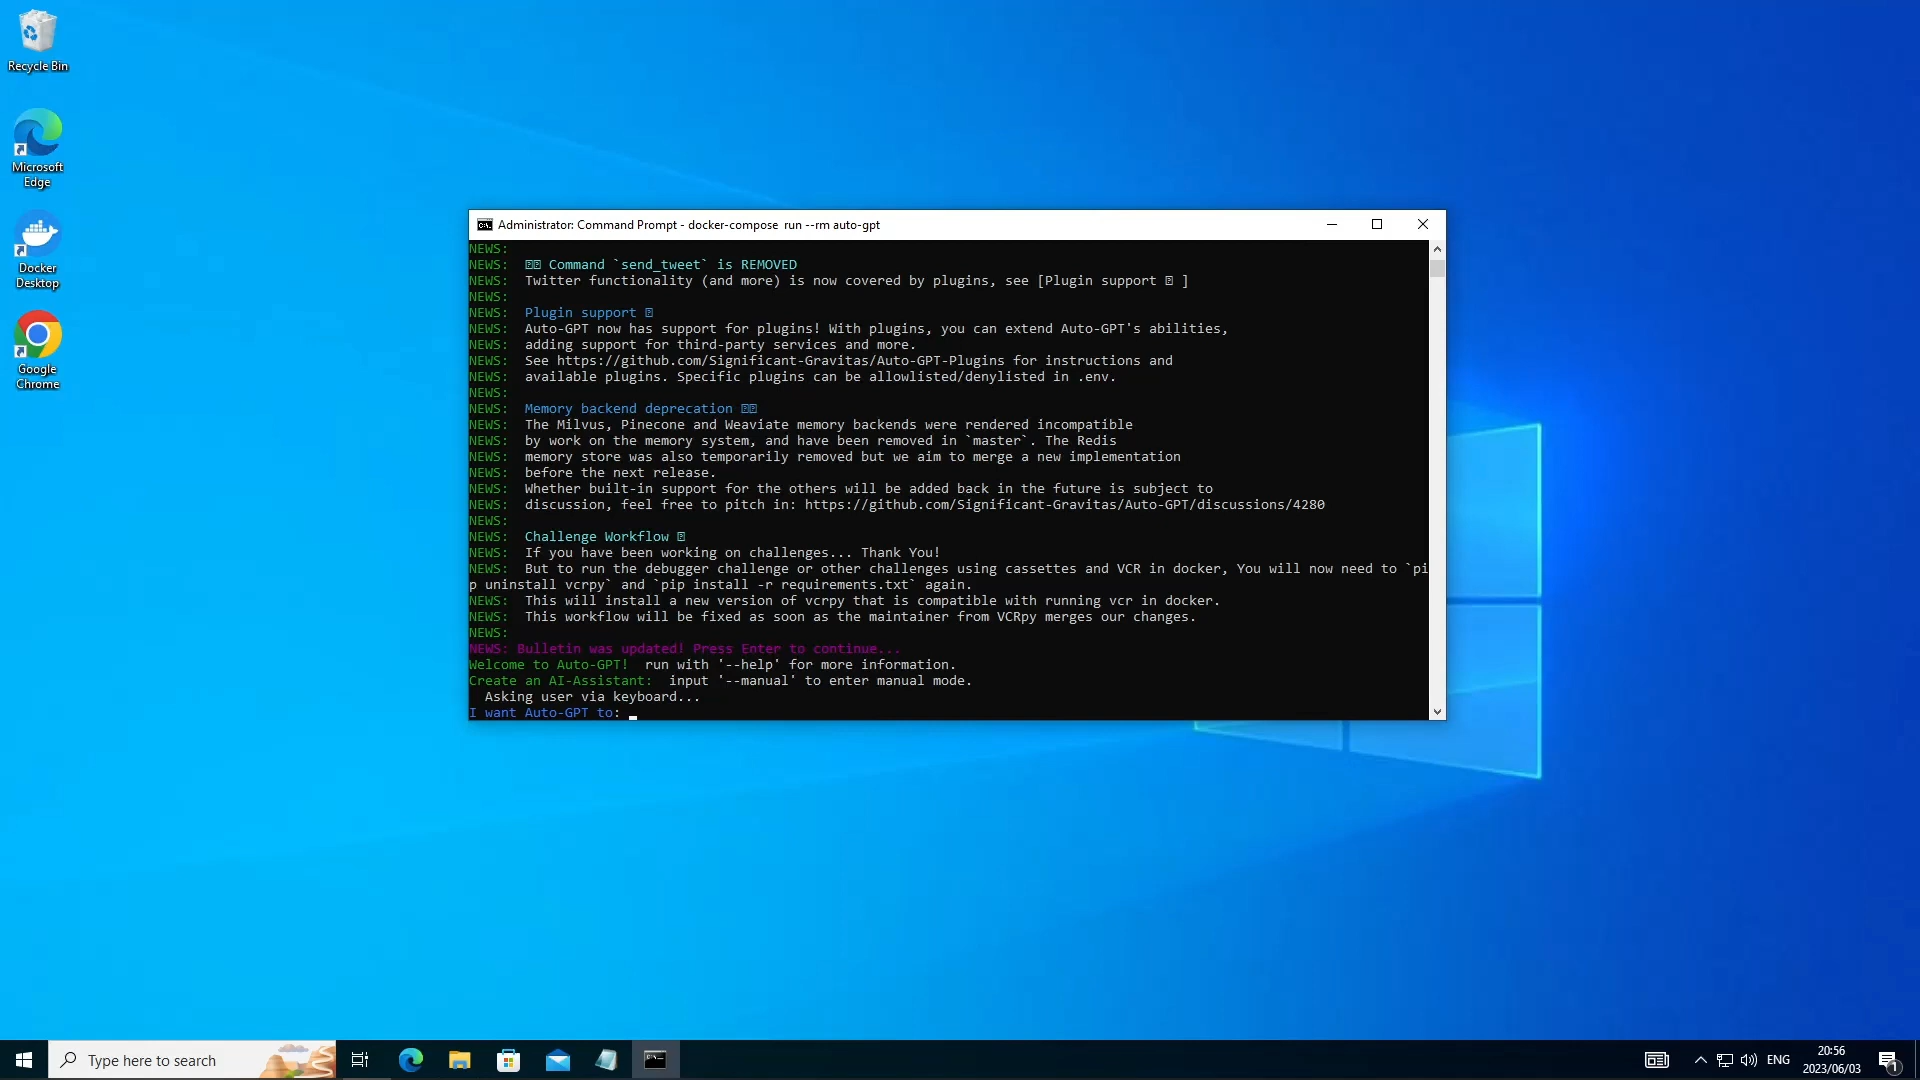 Recycle Bin
Microsoft
Edge
Docker
Desktop
Google
Chrome
Administrator: Command Prompt - docker-compose  run --rm auto-gpt
NEWS:
NEWS:  Command `send_tweet` is REMOVED
NEWS:  Twitter functionality (and more) is now covered by plugins, see [Plugin support ]
NEWS:
NEWS:  Plugin support
NEWS:  Auto-GPT now has support for plugins! With plugins, you can extend Auto-GPT's abilities,
NEWS:  adding support for third-party services and more.
NEWS:  See https://github.com/Significant-Gravitas/Auto-GPT-Plugins for instructions and
NEWS:  available plugins. Specific plugins can be allowlisted/denylisted in .env.
NEWS:
NEWS:  Memory backend deprecation
NEWS:  The Milvus, Pinecone and Weaviate memory backends were rendered incompatible
NEWS:  by work on the memory system, and have been removed in `master`. The Redis
NEWS:  memory store was also temporarily removed but we aim to merge a new implementation
NEWS:  before the next release.
NEWS:  Whether built-in support for the others will be added back in the future is subject to
NEWS:  discussion, feel free to pitch in: https://github.com/Significant-Gravitas/Auto-GPT/discussions/4280
NEWS:
NEWS:  Challenge Workflow
NEWS:  If you have been working on challenges... Thank You!
NEWS:  But to run the debugger challenge or other challenges using cassettes and VCR in docker, You will now need to `pi
p uninstall vcrpy` and `pip install -r requirements.txt` again.
NEWS:  This will install a new version of vcrpy that is compatible with running vcr in docker.
NEWS:  This workflow will be fixed as soon as the maintainer from VCRpy merges our changes.
NEWS:
NEWS: Bulletin was updated! Press Enter to continue...
Welcome to Auto-GPT!  run with '--help' for more information.
Create an AI-Assistant:  input '--manual' to enter manual mode.
Asking user via keyboard...
I want Auto-GPT to:
Type here to search
ENG
20:56
2023/06/03
1